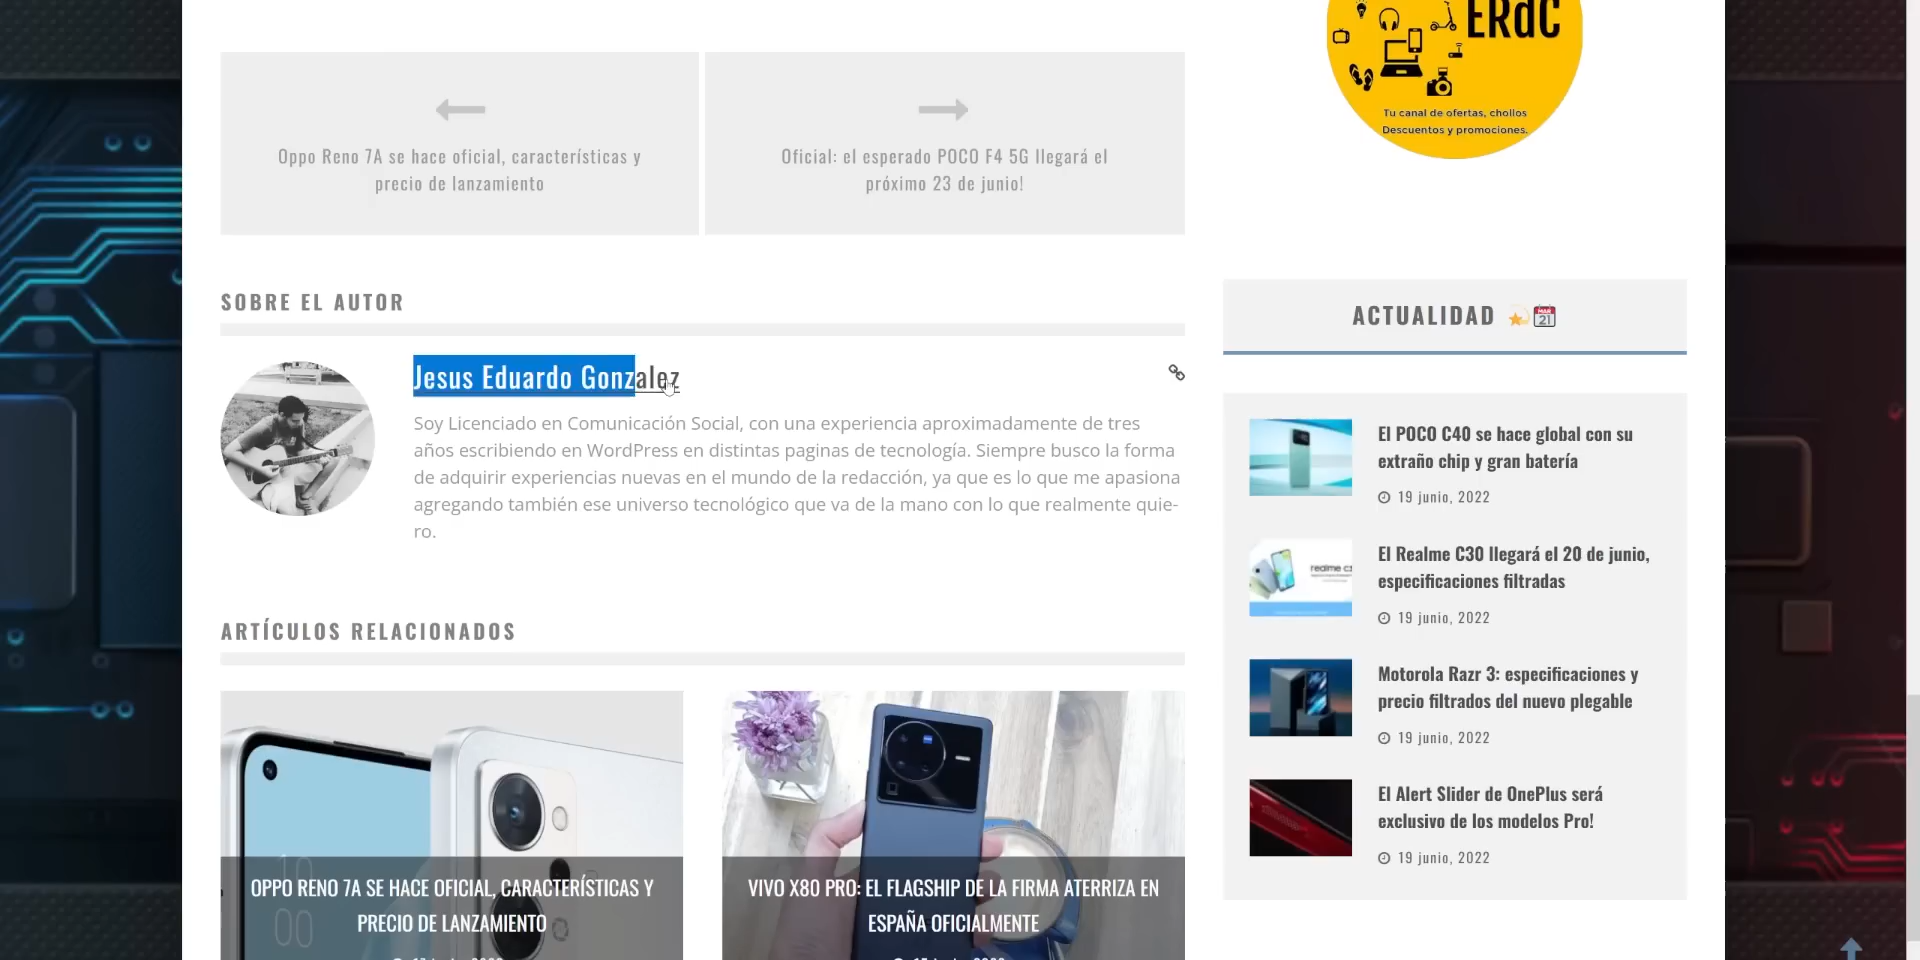 ERdC
Tu canal de ofertas, chollos
Descuentos y promociones.
Oppo Reno 7A se hace oficial, características y
precio de lanzamiento
Oficial: el esperado POCO F4 5G llegará el
próximo 23 de junio!
SOBRE EL AUTOR
Jesus Eduardo Gonzalez
Soy Licenciado en Comunicación Social, con una experiencia aproximadamente de tres
años escribiendo en WordPress en distintas paginas de tecnología. Siempre busco la forma
de adquirir experiencias nuevas en el mundo de la redacción, ya que es lo que me apasiona
agregando también ese universo tecnológico que va de la mano con lo que realmente quie-
ro.
ARTÍCULOS RELACIONADOS
OPPO RENO 7A SE HACE OFICIAL, CARACTERÍSTICAS Y
PRECIO DE LANZAMIENTO
VIVO X80 PRO: EL FLAGSHIP DE LA FIRMA ATERRIZA EN
ESPAÑA OFICIALMENTE
ACTUALIDAD
El POCO C40 se hace global con su
extraño chip y gran batería
19 junio, 2022
El Realme C30 llegará el 20 de junio,
especificaciones filtradas
19 junio, 2022
Motorola Razr 3: especificaciones y
precio filtrados del nuevo plegable
19 junio, 2022
El Alert Slider de OnePlus será
exclusivo de los modelos Pro!
19 junio, 2022